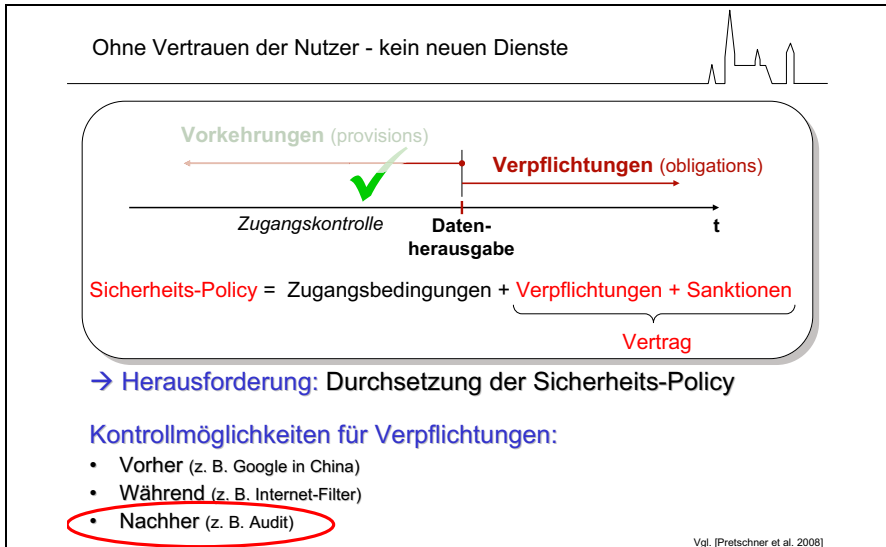 Ohne Vertrauen der Nutzer - kein neuen Dienste
Vorkehrungen (provisions)
Verpflichtungen (obligations)
Zugangskontrolle
Daten-
herausgabe
t
Sicherheits-Policy = Zugangsbedingungen + Verpflichtungen + Sanktionen
Vertrag
→ Herausforderung: Durchsetzung der Sicherheits-Policy
Kontrollmöglichkeiten für Verpflichtungen:
• Vorher (z. B. Google in China)
• Während (z. B. Internet-Filter)
• Nachher (z. B. Audit)
Vgl. [Pretschner et al. 2008]